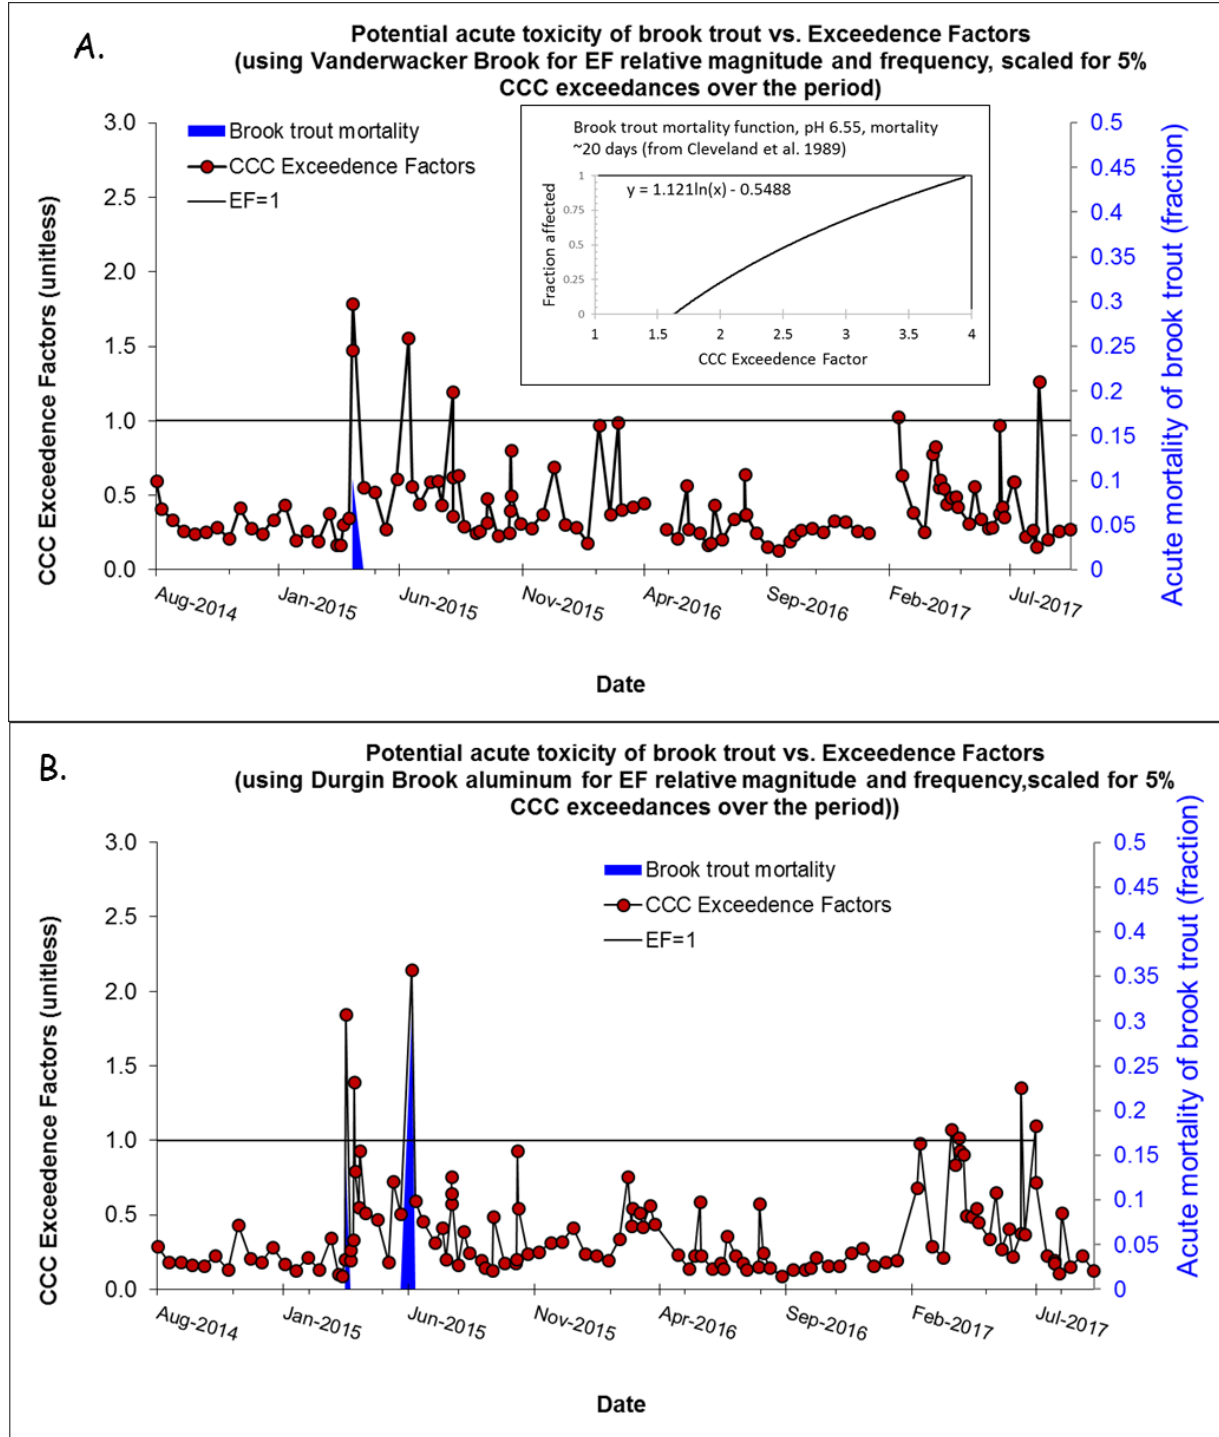 A.
Potential acute toxicity of brook trout vs. Exceedence Factors
(using Vanderwacker Brook for EF relative magnitude and frequency, scaled for 5%
CCC exceedances over the period)
Brook trout mortality
CCC Exceedence Factors
EF=1
Brook trout mortality function, pH 6.55, mortality
~20 days (from Cleveland et al. 1989)
y = 1.121ln(x) - 0.5488
Fraction affected
1
0.75
0.5
0.25
0
1 1.5 2 2.5 3 3.5 4
CCC Exceedence Factor
CCC Exceedence Factors (unitless)
3.0
2.5
2.0
1.5
1.0
0.5
0.0
0.5
0.45
0.4
0.35
0.3
0.25
0.2
0.15
0.1
0.05
0
Acute mortality of brook trout (fraction)
Aug-2014 Jan-2015 Jun-2015 Nov-2015 Apr-2016 Sep-2016 Feb-2017 Jul-2017
Date
B.
Potential acute toxicity of brook trout vs. Exceedence Factors
(using Durgin Brook aluminum for EF relative magnitude and frequency,scaled for 5%
CCC exceedances over the period))
Brook trout mortality
CCC Exceedence Factors
EF=1
CCC Exceedence Factors (unitless)
3.0
2.5
2.0
1.5
1.0
0.5
0.0
0.5
0.45
0.4
0.35
0.3
0.25
0.2
0.15
0.1
0.05
0
Acute mortality of brook trout (fraction)
Aug-2014 Jan-2015 Jun-2015 Nov-2015 Apr-2016 Sep-2016 Feb-2017 Jul-2017
Date